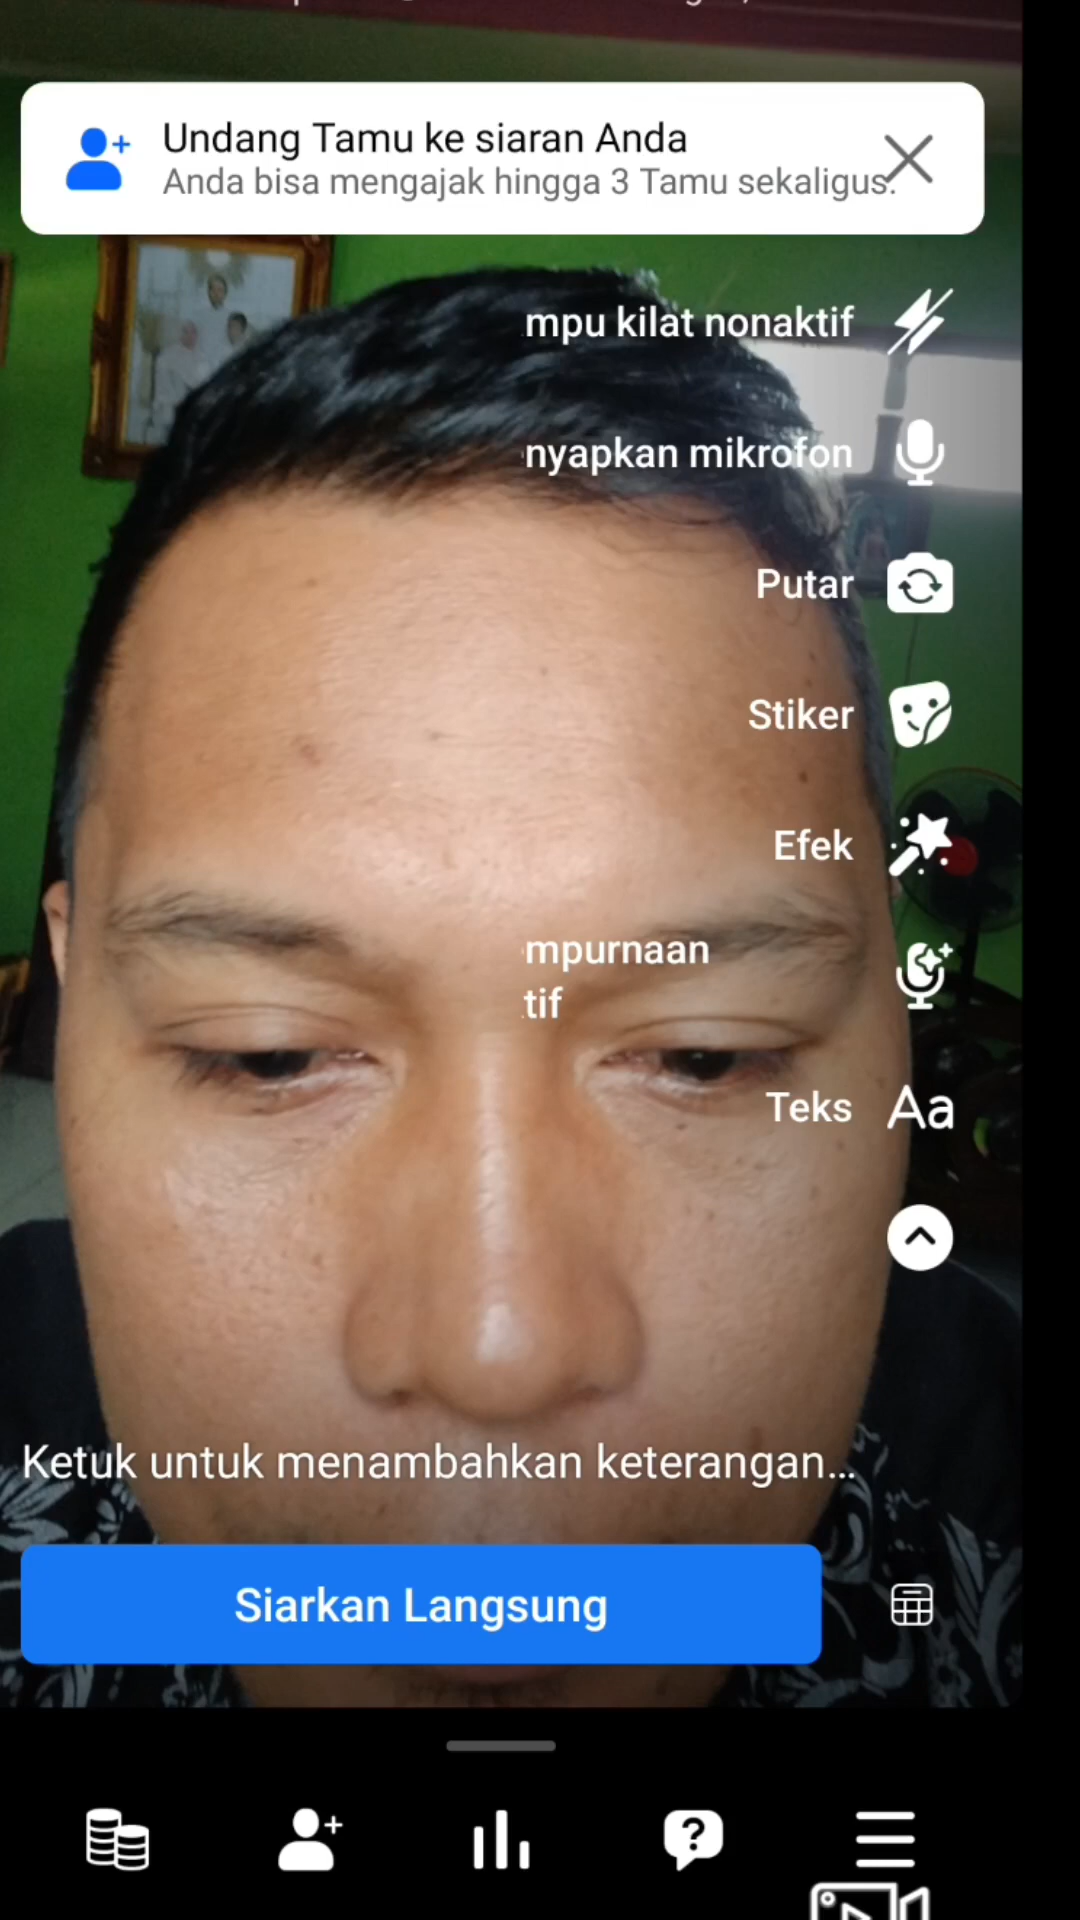 Undang Tamu ke siaran Anda
Anda bisa mengajak hingga 3 Tamu sekaligus.
mpu kilat nonaktif
nyapkan mikrofon
Putar
Stiker
Efek
mpurnaan
tif
Teks
Aa
Ketuk untuk menambahkan keterangan...
Siarkan Langsung